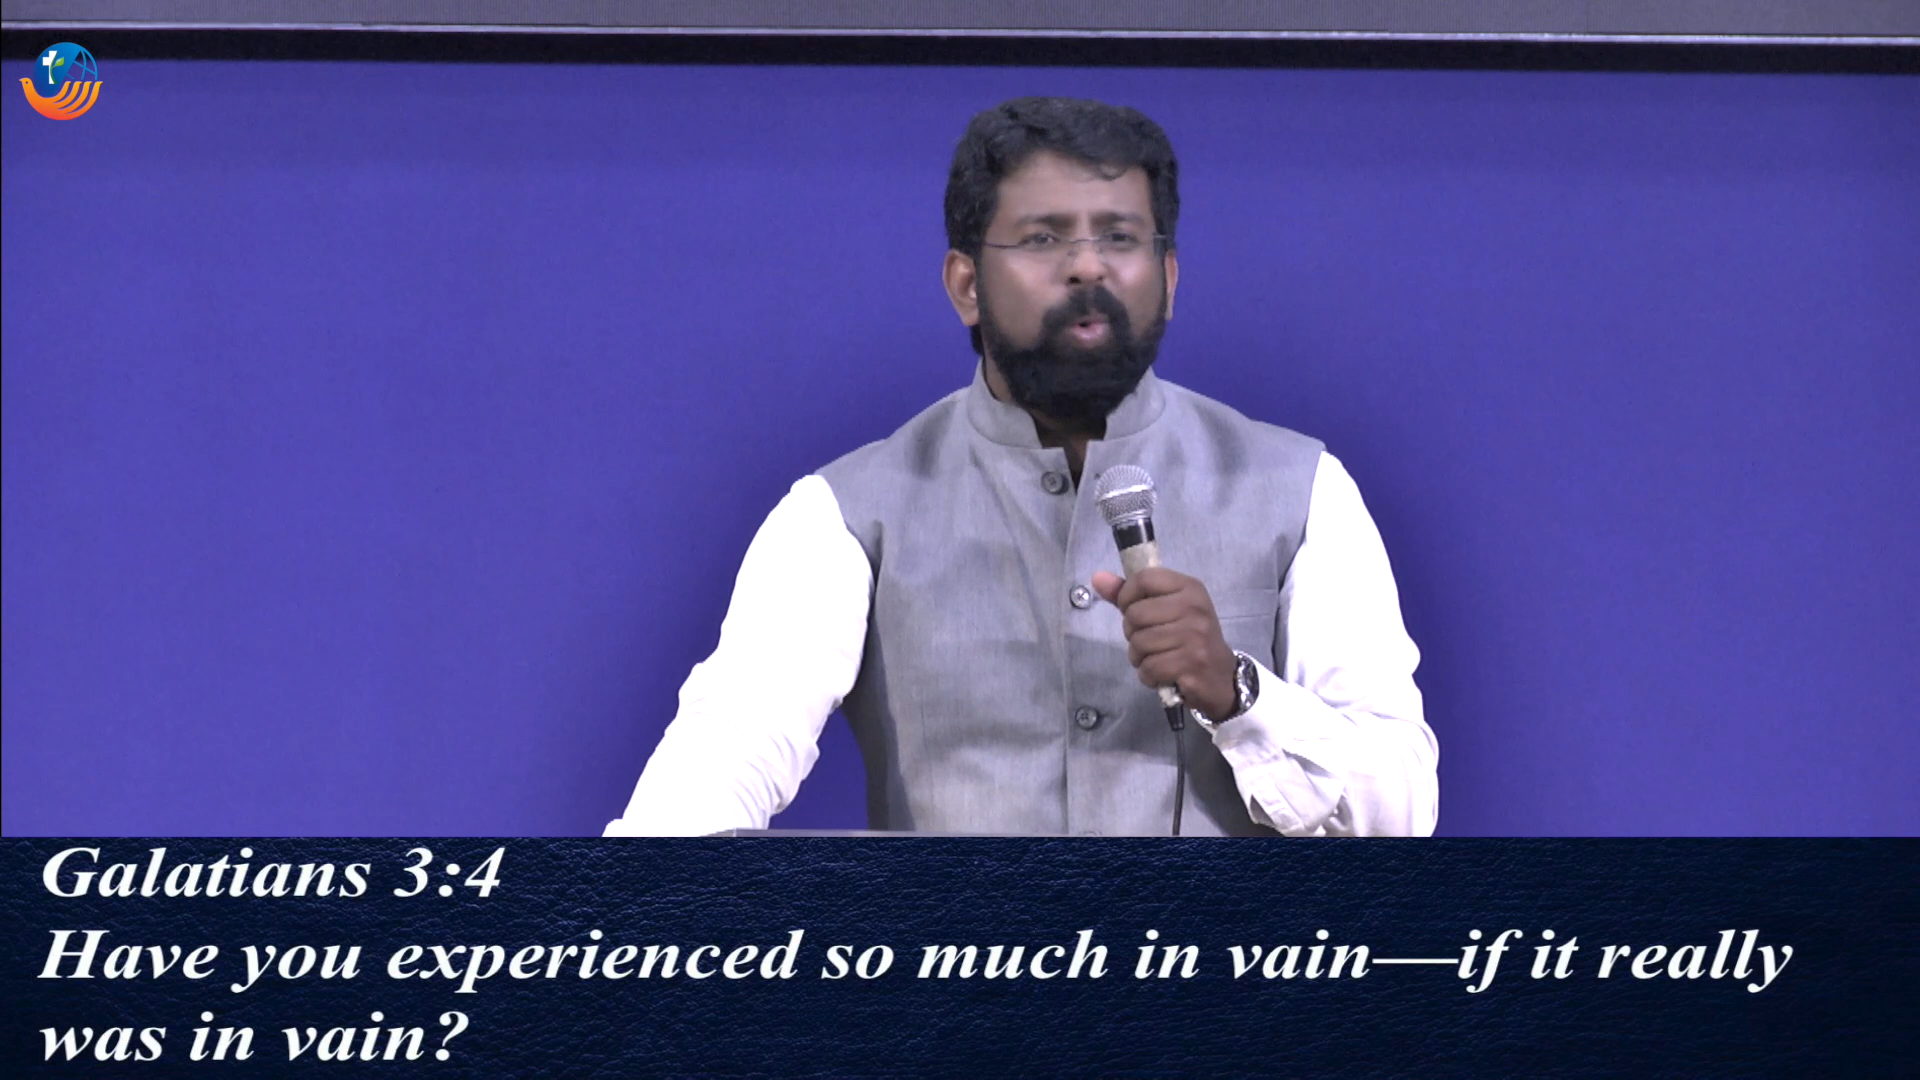 Galatians 3:4
Have you experienced so much in vain—if it really
was in vain?